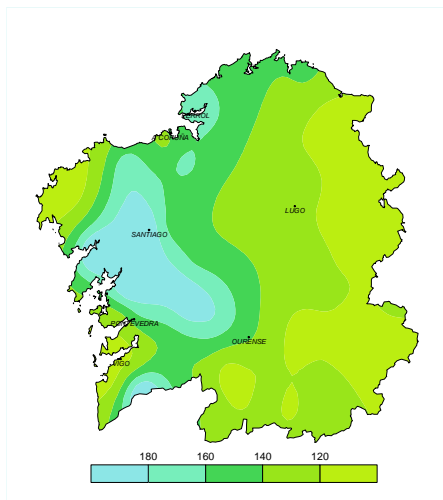 FERROL
A CORUÑA
LUGO
SANTIAGO
PONTEVEDRA
OURENSE
VIGO
180 160 140 120